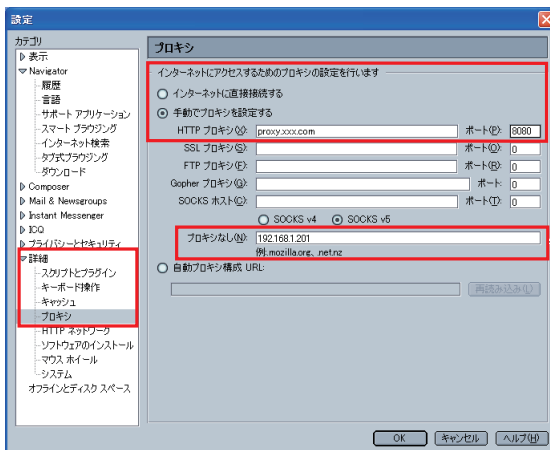 設定
カテゴリ
表示
Navigator
履歴
言語
サポート アプリケーション
スマート ブラウジング
インターネット検索
タブ式ブラウジング
ダウンロード
Composer
Mail & Newsgroups
Instant Messenger
ICQ
プライバシーとセキュリティ
詳細
スクリプトとプラグイン
キーボード操作
キャッシュ
プロキシ
HTTP ネットワーク
ソフトウェアのインストール
マウス ホイール
システム
オフラインとディスク スペース
プロキシ
インターネットにアクセスするためのプロキシの設定を行います
インターネットに直接接続する
手動でプロキシを設定する
HTTP プロキシ(X): proxy.xxx.com ポート(P): 8080
SSL プロキシ(S): ポート(O): 0
FTP プロキシ(F): ポート(R): 0
Gopher プロキシ(G): ポート: 0
SOCKS ホスト(C): ポート(T): 0
SOCKS v4 SOCKS v5
プロキシなし(N): 192.168.1.201
例:.mozilla.org、.net.nz
自動プロキシ構成 URL:
再読み込み(L)
OK キャンセル ヘルプ(H)